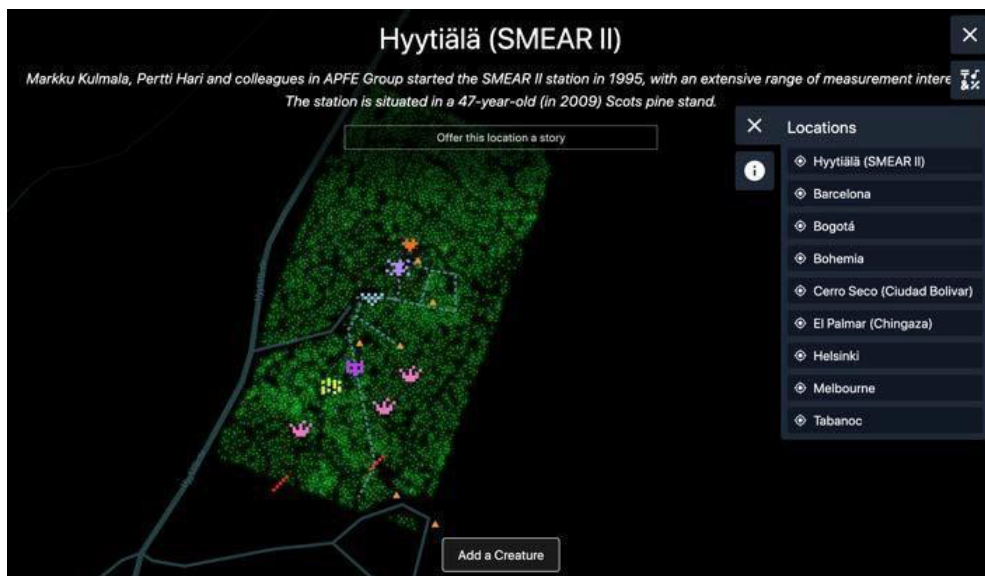 Hyytiälä (SMEAR II)
Markku Kulmala, Pertti Hari and colleagues in APFE Group started the SMEAR II station in 1995, with an extensive range of measurement
The station is situated in a 47-year-old (in 2009) Scots pine stand.
Offer this location a story
Locations
Hyytiälä (SMEAR II)
Barcelona
Bogotá
Bohemia
Cerro Seco (Ciudad Bolivar)
El Palmar (Chingaza)
Helsinki
Melbourne
Tabanoc
Add a Creature